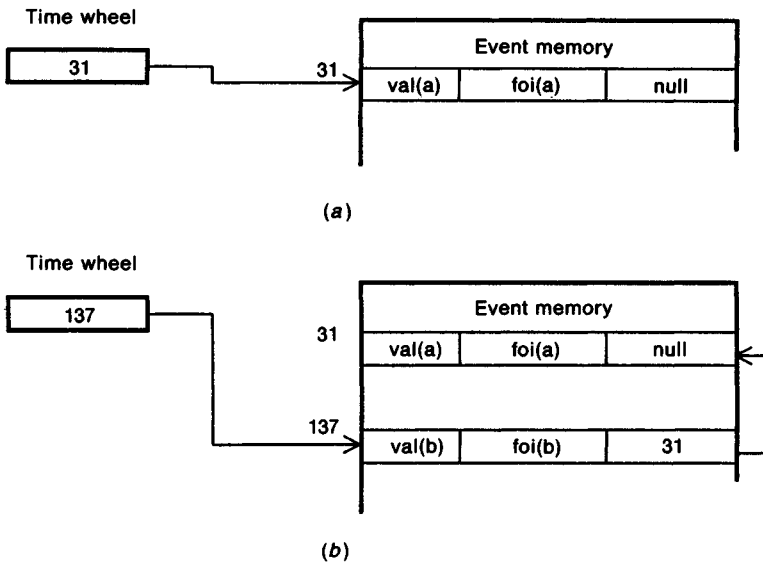 Time wheel
31
31
Event memory
val(a) foi(a) null
(a)
Time wheel
137
31
Event memory
val(a) foi(a) null
137
val(b) foi(b) 31
(b)